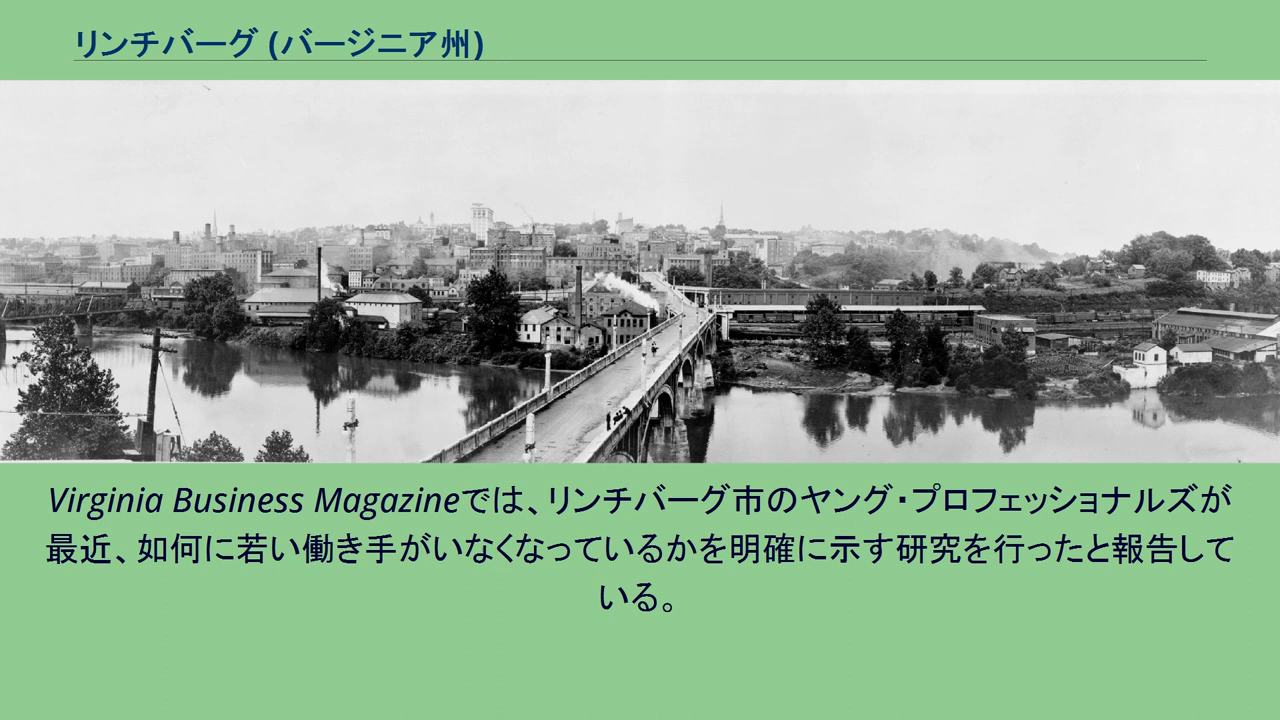 リンチバーグ (バージニア州)
Virginia Business Magazineでは、リンチバーグ市のヤング・プロフェッショナルズが
最近、如何に若い働き手がいなくなっているかを明確に示す研究を行ったと報告して
いる。